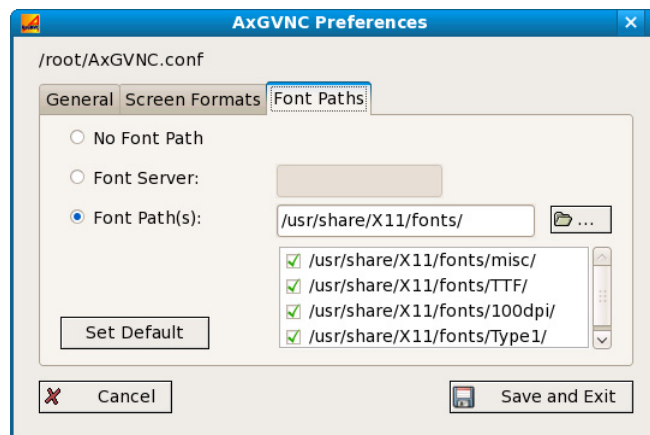 AxGVNC Preferences
/root/AxGVNC.conf
General Screen Formats Font Paths
No Font Path
Font Server:
Font Path(s): /usr/share/X11/fonts/ ...
/usr/share/X11/fonts/misc/
/usr/share/X11/fonts/TTF/
/usr/share/X11/fonts/100dpi/
/usr/share/X11/fonts/Type1/
Set Default
Cancel Save and Exit